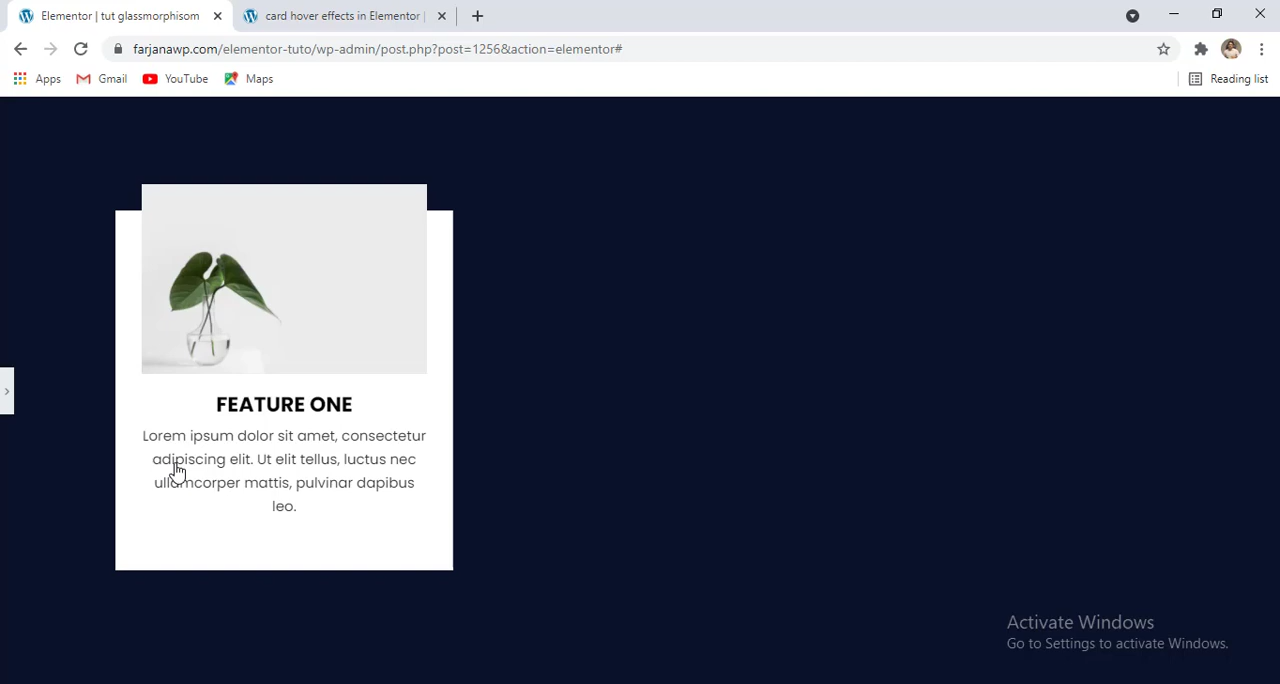 Elementor | tut glassmorphisom
card hover effects in Elementor |
farjanawp.com/elementor-tuto/wp-admin/post.php?post=1256&action=elementor#
Apps
Gmail
YouTube
Maps
Reading list
FEATURE ONE
Lorem ipsum dolor sit amet, consectetur
adipiscing elit. Ut elit tellus, luctus nec
ullamcorper mattis, pulvinar dapibus
leo.
Activate Windows
Go to Settings to activate Windows.